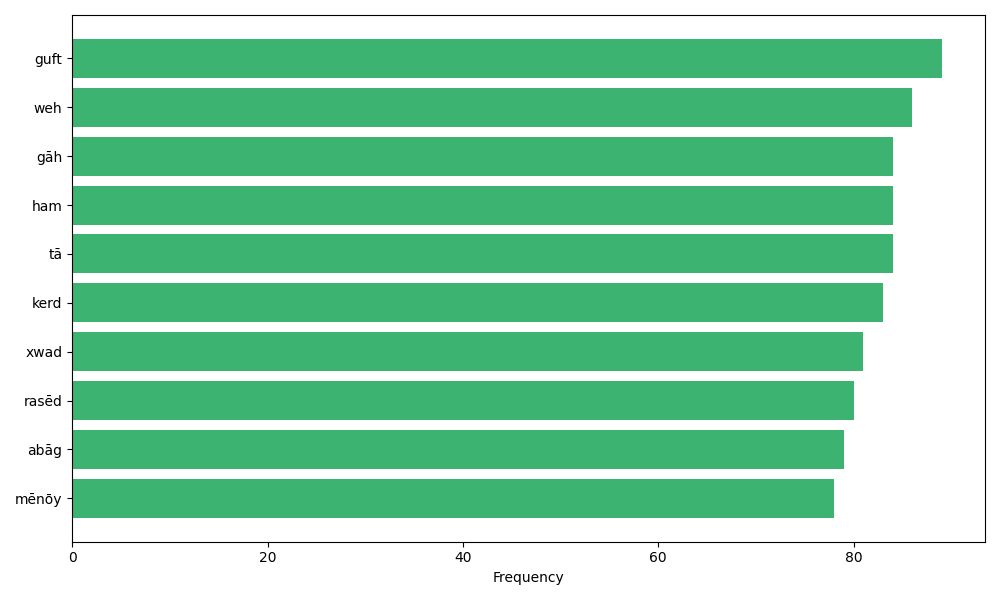 guft
weh
gāh
ham
tā
kerd
xwad
rasēd
abāg
mēnōy
0 20 40 60 80
Frequency